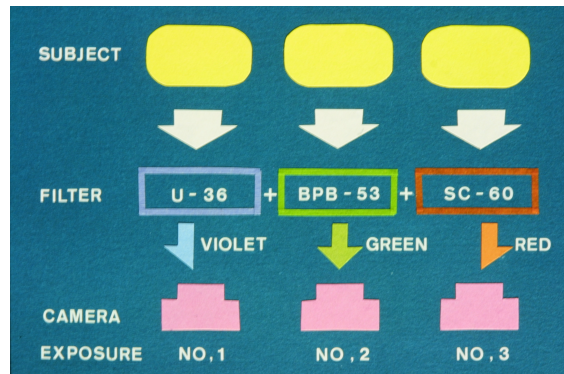 SUBJECT
FILTER U-36 + BPB-53 + SC-60
VIOLET GREEN RED
CAMERA
EXPOSURE NO,1 NO,2 NO,3